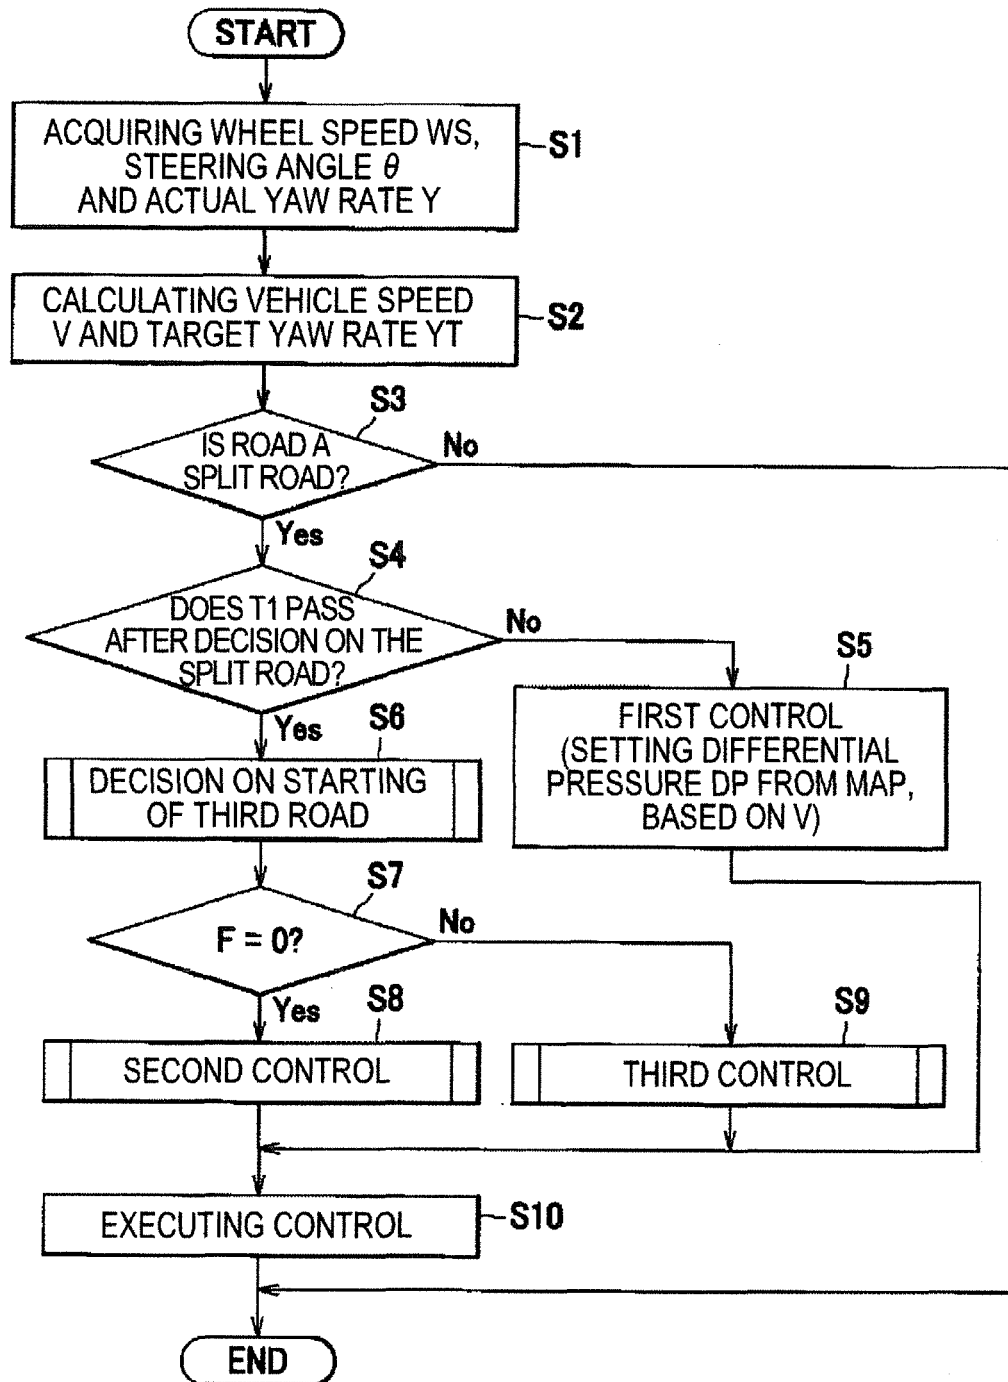 START
ACQUIRING WHEEL SPEED WS,
STEERING ANGLE θ
AND ACTUAL YAW RATE Y
S1
CALCULATING VEHICLE SPEED
V AND TARGET YAW RATE YT
S2
S3
IS ROAD A
SPLIT ROAD?
No
Yes
S4
DOES T1 PASS
AFTER DECISION ON THE
SPLIT ROAD?
No
Yes
S5
FIRST CONTROL
(SETTING DIFFERENTIAL
PRESSURE DP FROM MAP,
BASED ON V)
S6
DECISION ON STARTING
OF THIRD ROAD
S7
F = 0?
No
Yes
S8
SECOND CONTROL
S9
THIRD CONTROL
EXECUTING CONTROL
S10
END